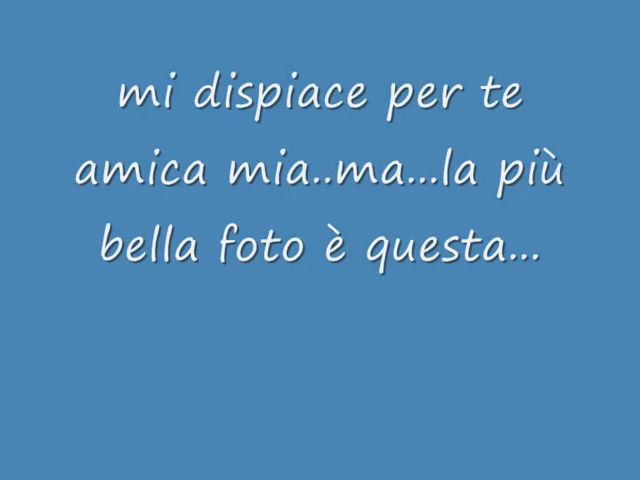 mi dispiace per te
amica mia..ma...la più
bella foto è questa...